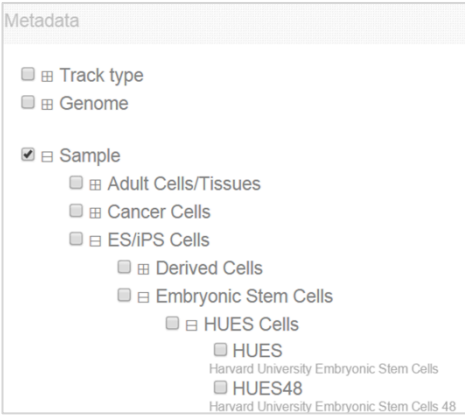 Metadata
Track type
Genome
Sample
Adult Cells/Tissues
Cancer Cells
ES/iPS Cells
Derived Cells
Embryonic Stem Cells
HUES Cells
HUES
Harvard University Embryonic Stem Cells
HUES48
Harvard University Embryonic Stem Cells 48